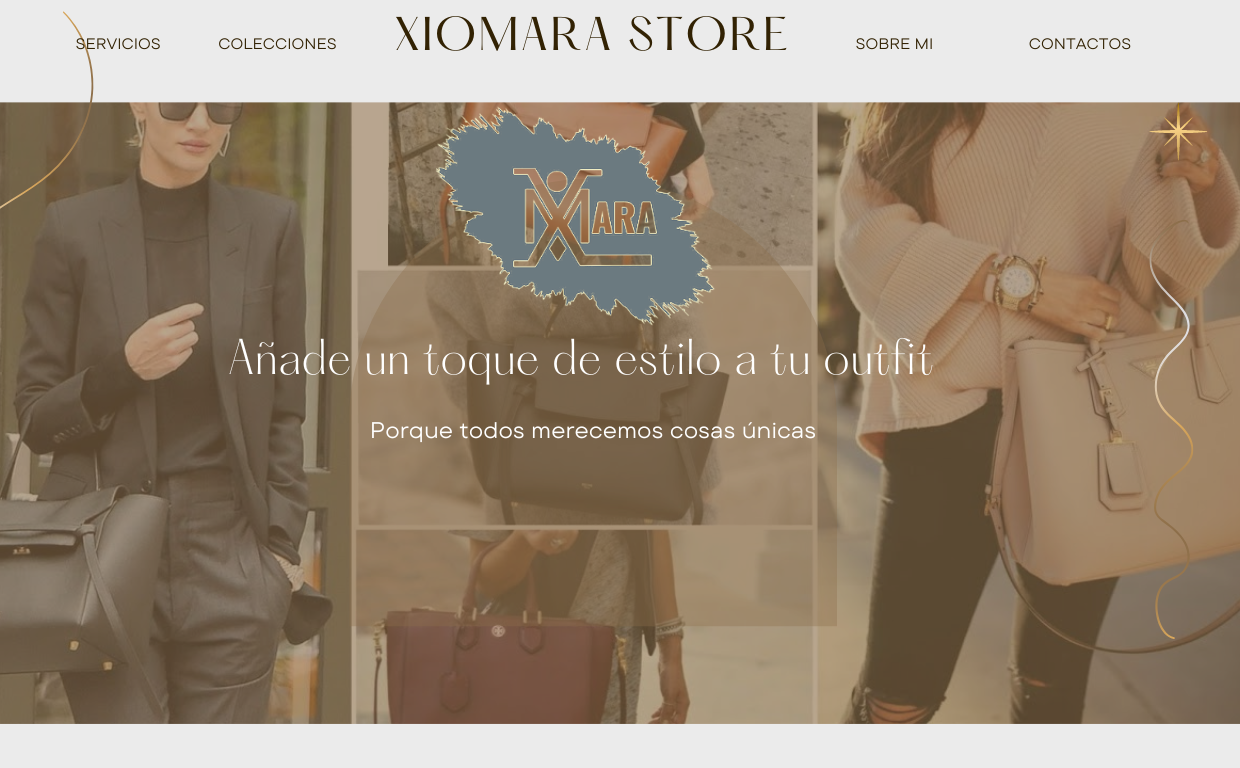 SERVICIOS
COLECCIONES
XIOMARA STORE
SOBRE MI
CONTACTOS
XMARA
Añade un toque de estilo a tu outfit
Porque todos merecemos cosas únicas